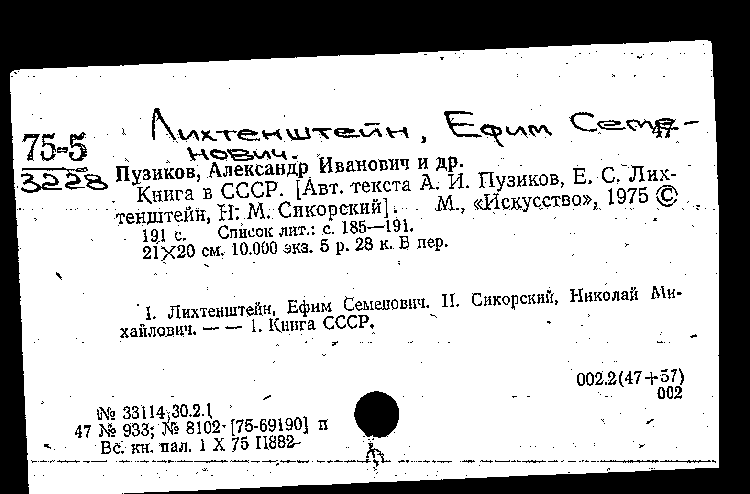 Лихтенштейн, Ефим Семе-
нович.
75-5
3228
47
Пузиков, Александр Иванович и др.
Книга в СССР. [Авт. текста А. И. Пузиков, Е. С. Лих-
тенштейн, Н. М. Сикорский]. М., «Искусство», 1975 ©
191 с. Список лит.: с. 185—191.
21×20 см. 10.000 экз. 5 р. 28 к. В пер.
I. Лихтенштейн, Ефим Семенович. II. Сикорский, Николай Ми-
хайлович. — — 1. Книга СССР.
002.2(47+57)
002
№ 33114,30.2.1
47 № 933; № 8102 [75-69190] п
Вс. кн. пал. 1 X 75 П882